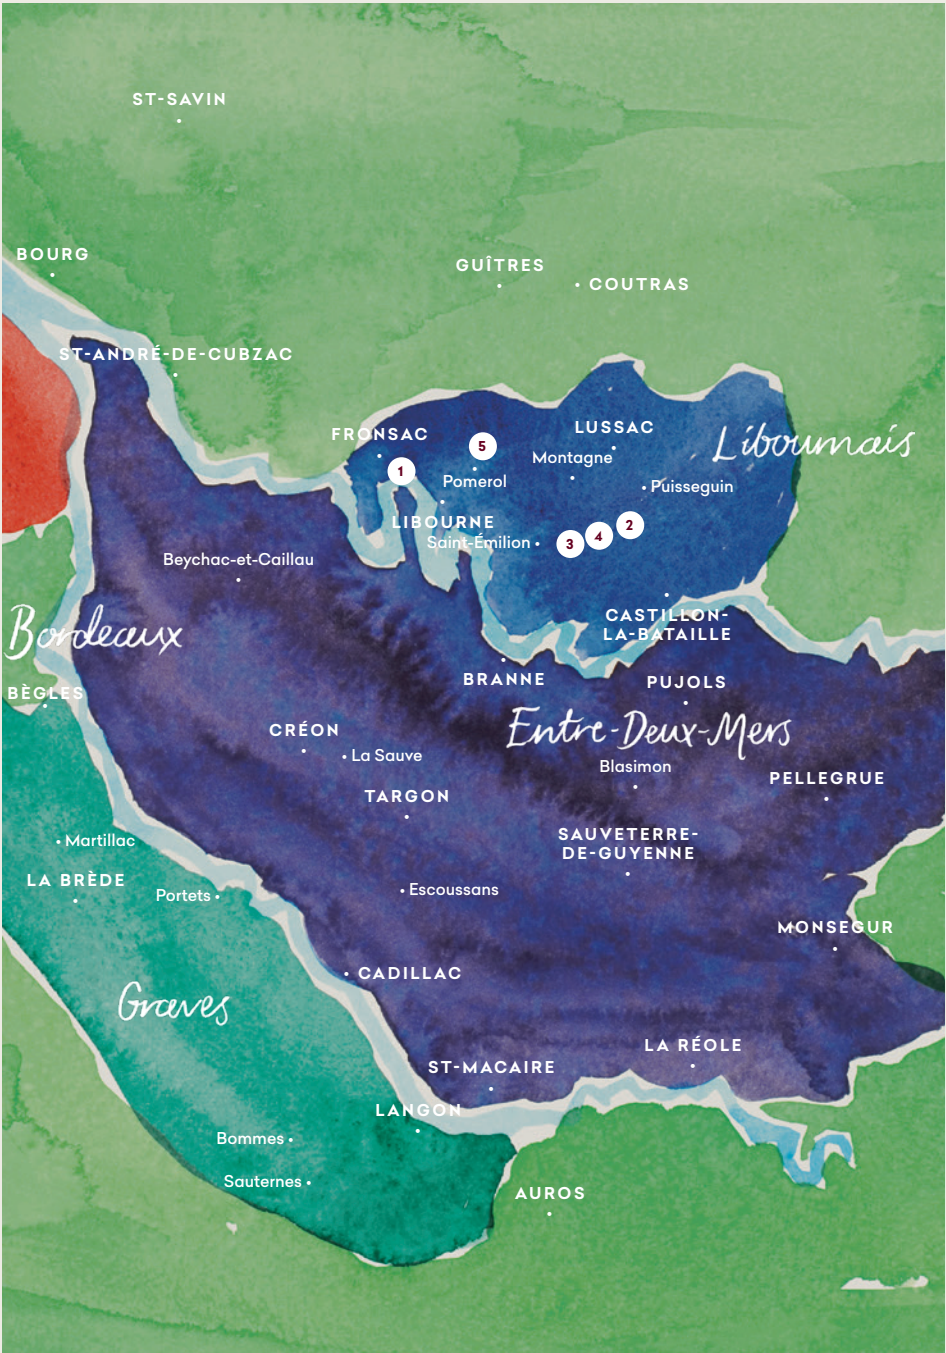 ST-SAVIN
BOURG
GUÎTRES
COUTRAS
ST-ANDRÉ-DE-CUBZAC
FRONSAC
5
LUSSAC
Libournais
1
Montagne
Pomerol
Puisseguin
LIBOURNE
Saint-Émilion
3
4
2
Beychac-et-Caillau
Bordeaux
CASTILLON-
LA-BATAILLE
BÈGLES
BRANNE
PUJOLS
CRÉON
Entre-Deux-Mers
La Sauve
Blasimon
PELLEGRUE
TARGON
SAUVETERRE-
DE-GUYENNE
Martillac
LA BRÈDE
Portets
Escoussans
MONSEGUR
CADILLAC
Graves
LA RÉOLE
ST-MACAIRE
LANGON
Bommes
Sauternes
AUROS